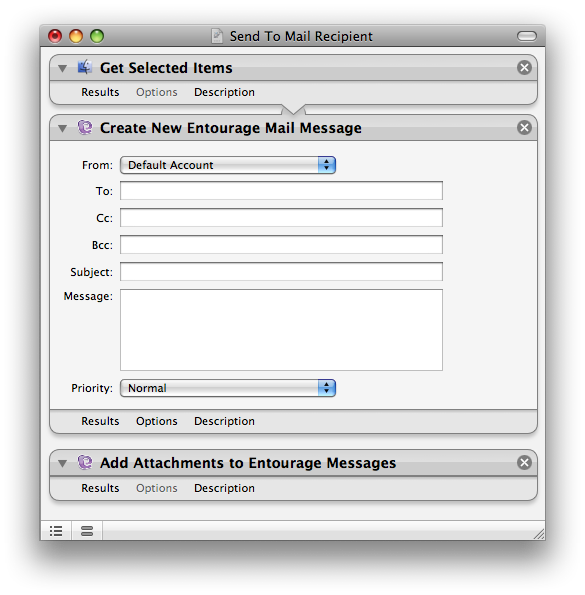 Send To Mail Recipient
Get Selected Items
Results Options Description
Create New Entourage Mail Message
From: Default Account
To:
Cc:
Bcc:
Subject:
Message:
Priority: Normal
Results Options Description
Add Attachments to Entourage Messages
Results Options Description